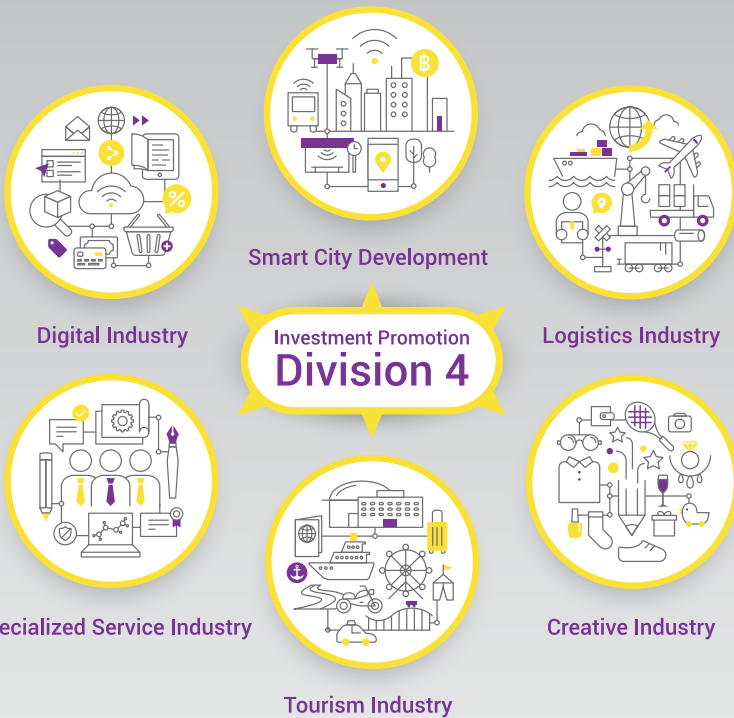 ฿
Smart City Development
%
Digital Industry
Investment Promotion
Division 4
Logistics Industry
ecialized Service Industry
Creative Industry
Tourism Industry